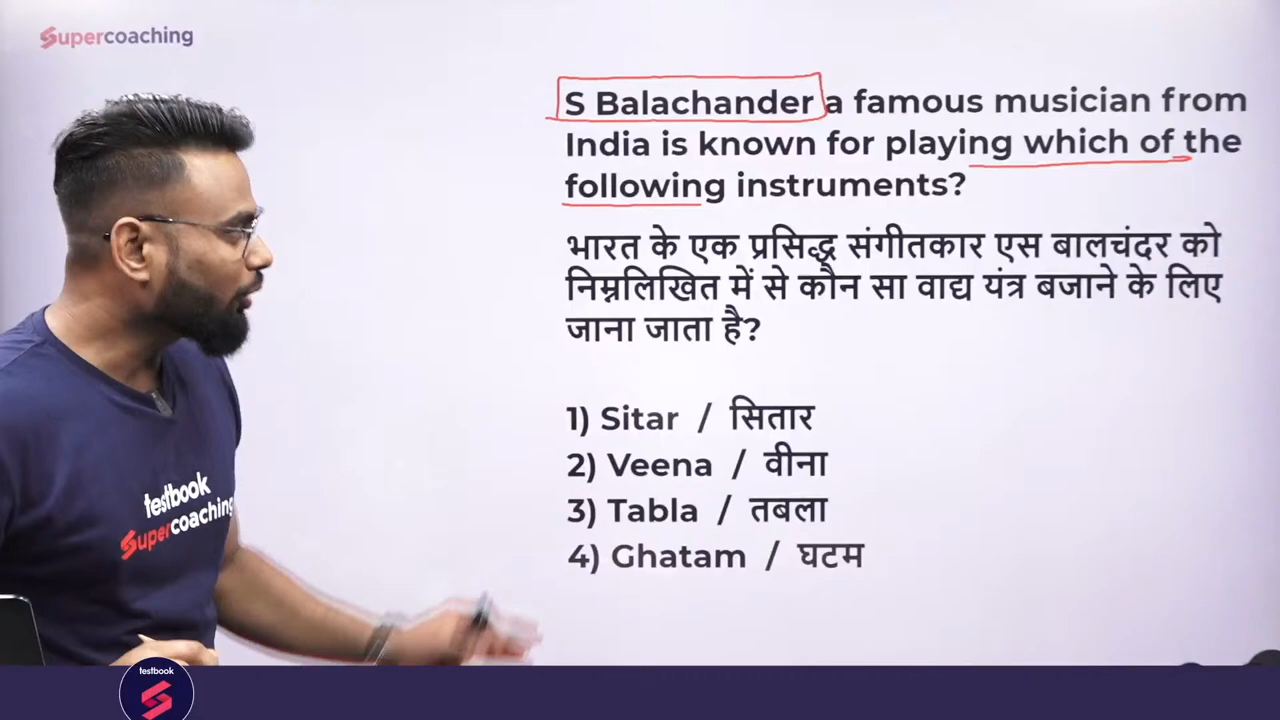 Supercoaching
S Balachander a famous musician from
India is known for playing which of the
following instruments?
भारत के एक प्रसिद्ध संगीतकार एस बालचंदर को
निम्नलिखित में से कौन सा वाद्य यंत्र बजाने के लिए
जाना जाता है?
1) Sitar / सितार
2) Veena / वीना
3) Tabla / तबला
4) Ghatam / घटम
testbook
Supercoaching
testbook